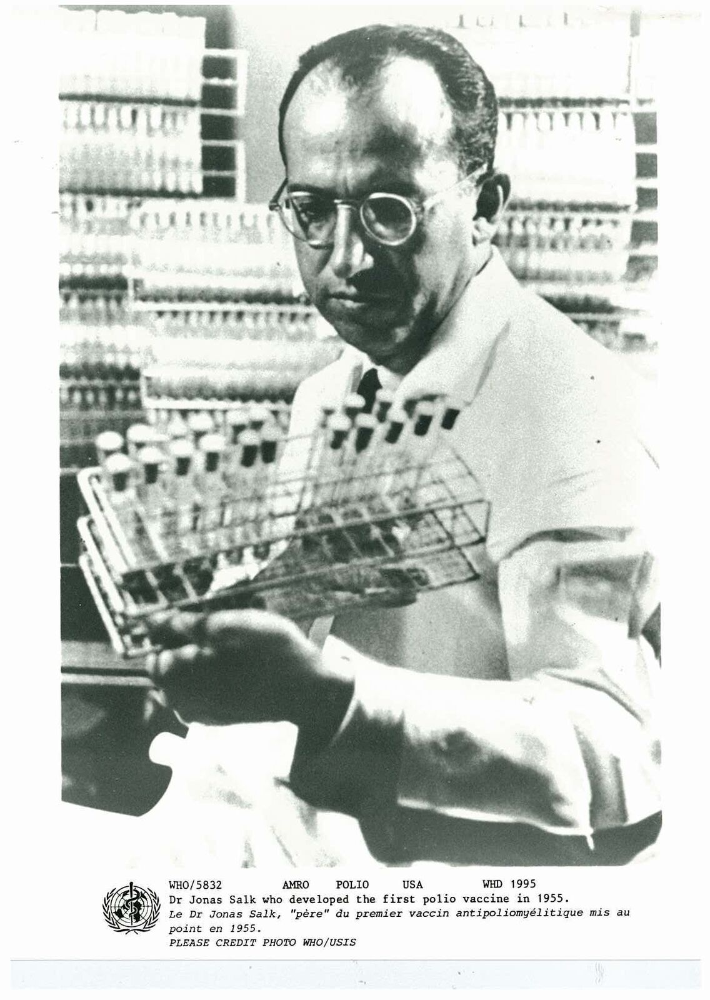 WHO/5832 AMRO POLIO USA WHD 1995
Dr Jonas Salk who developed the first polio vaccine in 1955.
Le Dr Jonas Salk, "père" du premier vaccin antipoliomyélitique mis au
point en 1955.
PLEASE CREDIT PHOTO WHO/USIS